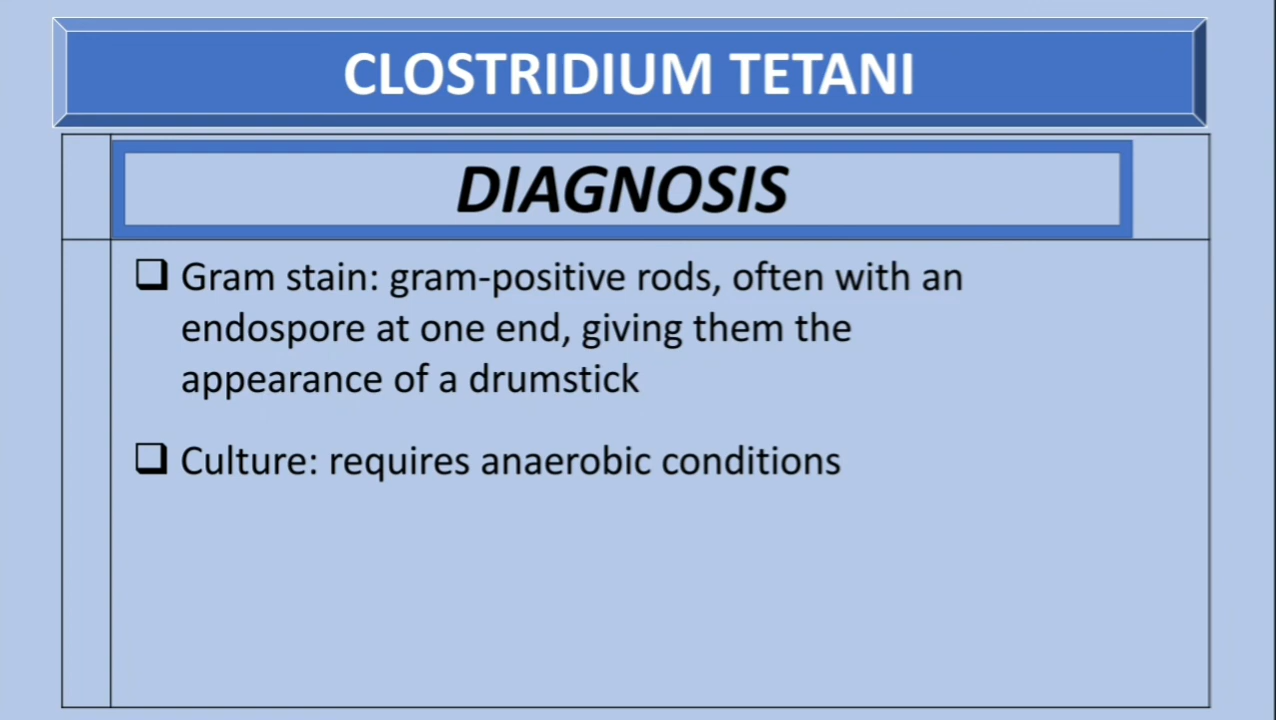 CLOSTRIDIUM TETANI
DIAGNOSIS
Gram stain: gram-positive rods, often with an
endospore at one end, giving them the
appearance of a drumstick
Culture: requires anaerobic conditions